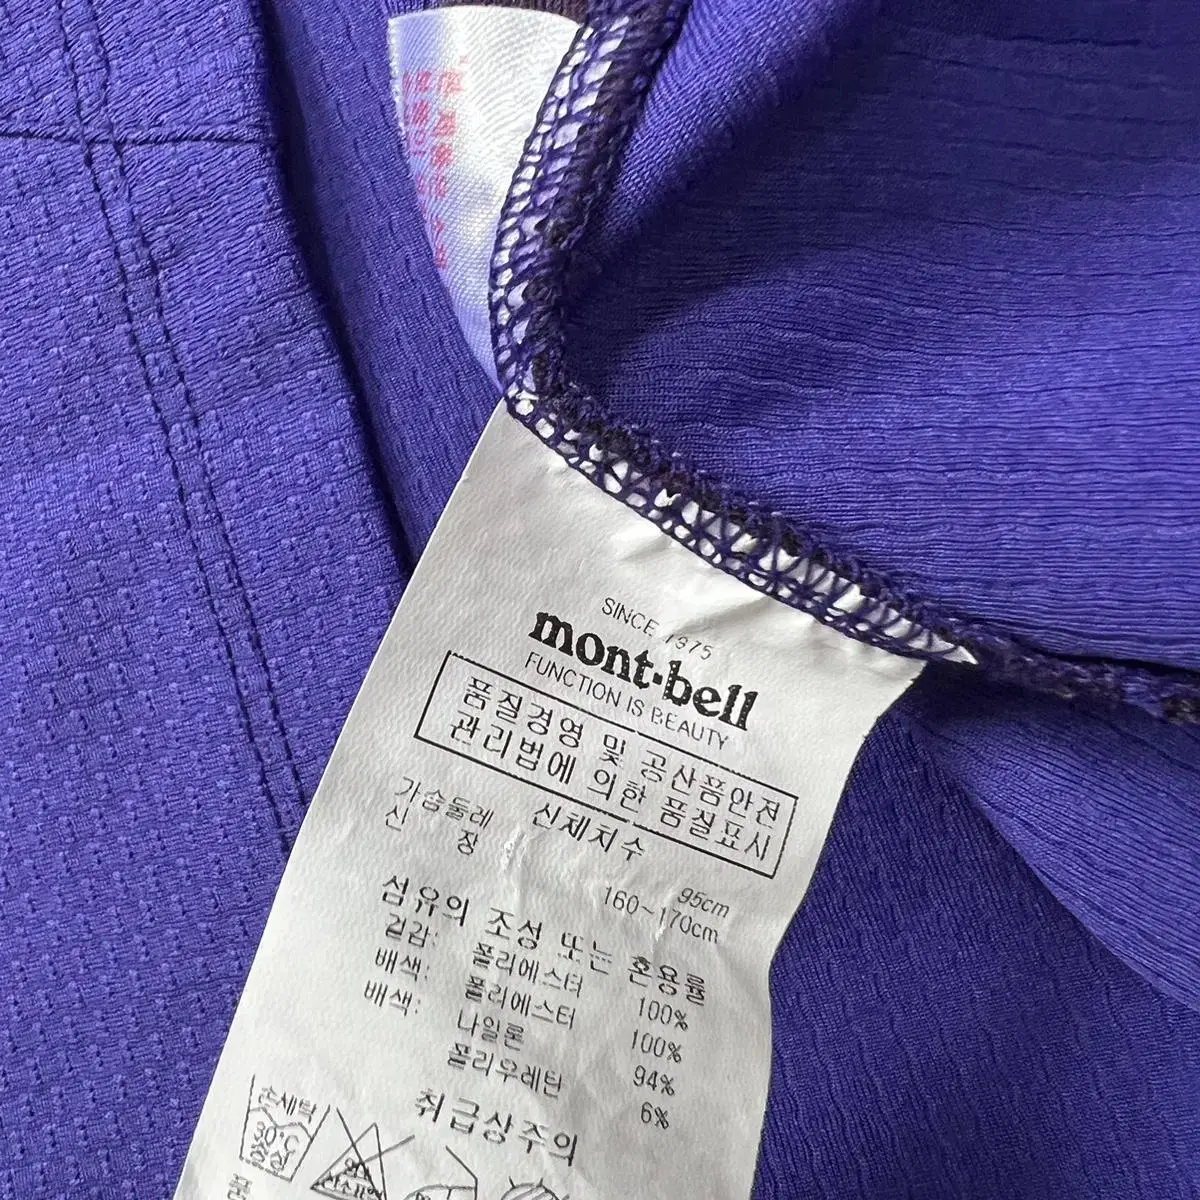 SINCE 1975
mont-bell
FUNCTION IS BEAUTY
품질경영 및 공산품안전
관리법에 의한 품질표시
신체치수
가슴둘레 95cm
신 장 160~170cm
섬유의 조성 또는 혼용률
겉감: 폴리에스터 100%
배색: 폴리에스터 100%
배색: 나일론 94%
폴리우레탄 6%
취급상주의
손세탁
30°C